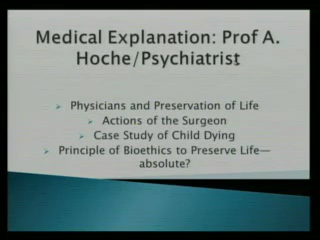 Medical Explanation: Prof A.
Hoche/Psychiatrist
Physicians and Preservation of Life
Actions of the Surgeon
Case Study of Child Dying
Principle of Bioethics to Preserve Life—
absolute?